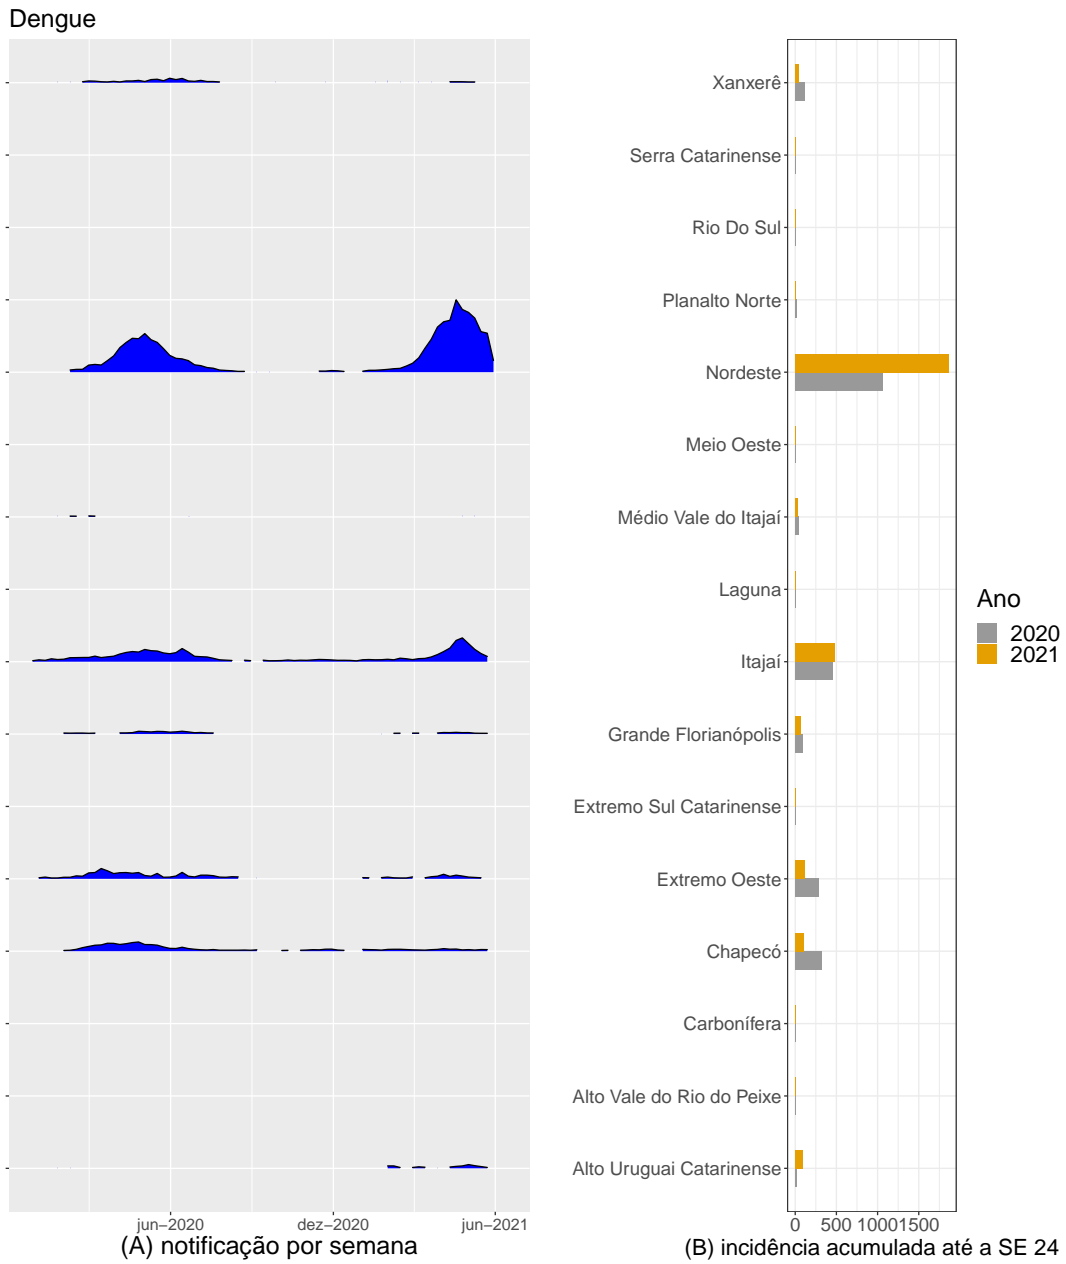 Dengue
Xanxerê
Serra Catarinense
Rio Do Sul
Planalto Norte
Nordeste
Meio Oeste
Médio Vale do Itajaí
Laguna
Itajaí
Grande Florianópolis
Extremo Sul Catarinense
Extremo Oeste
Chapecó
Carbonífera
Alto Vale do Rio do Peixe
Alto Uruguai Catarinense
Ano
2020
2021
jun−2020 dez−2020 jun−2021
(A) notificação por semana
0 500 1000 1500
(B) incidência acumulada até a SE 24